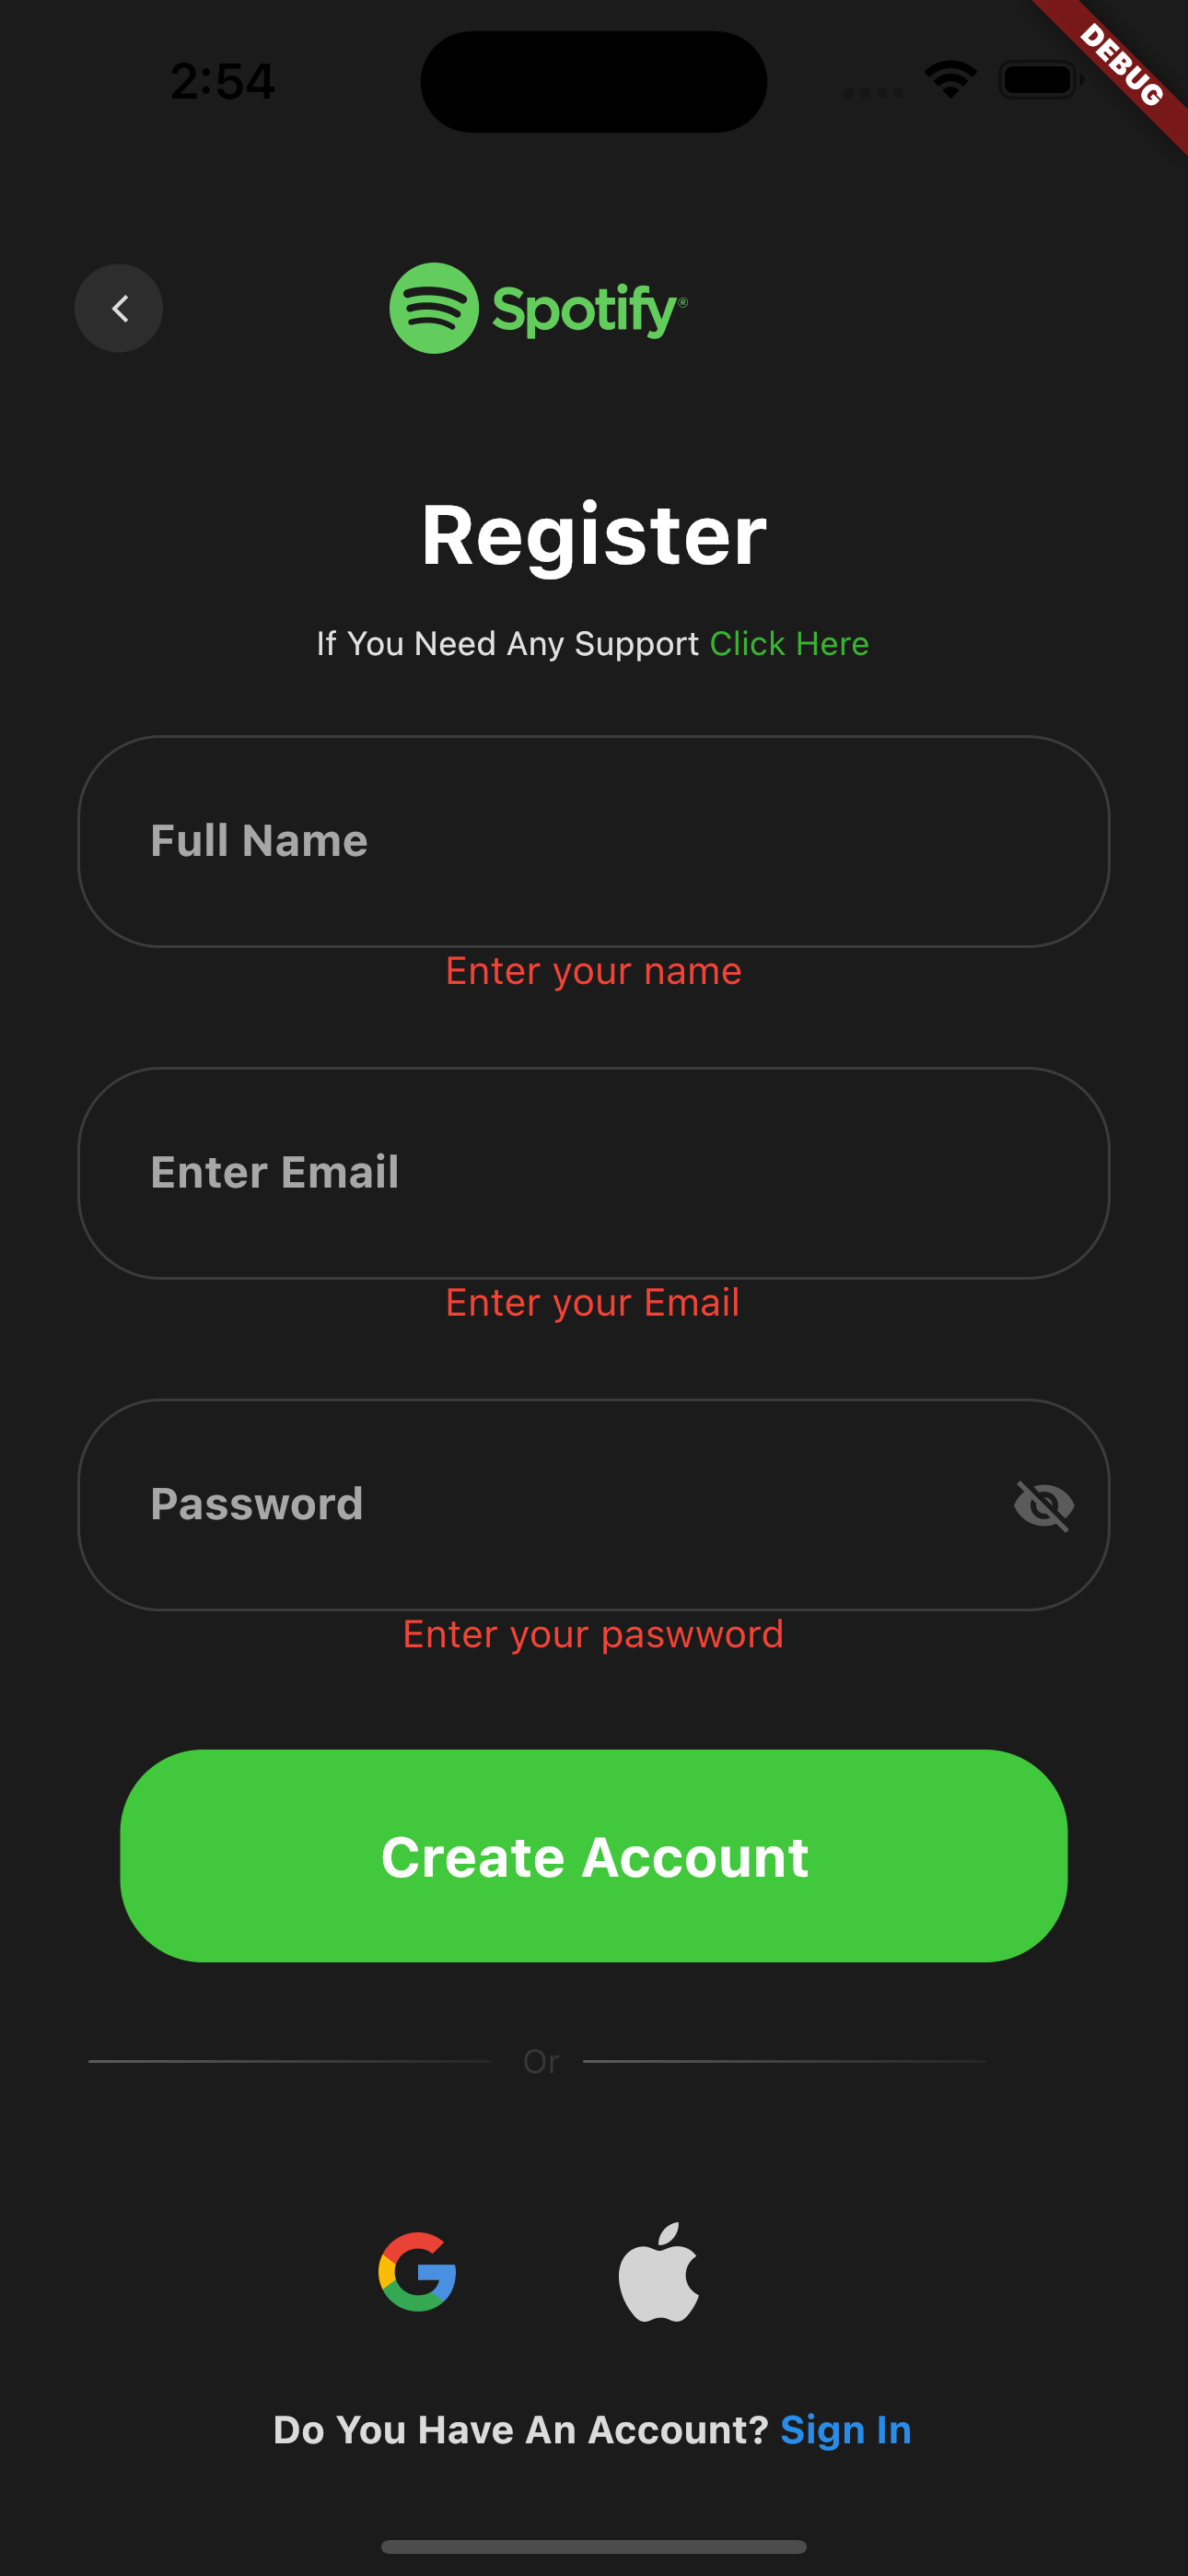 2:54
DEBUG
Spotify®
Register
If You Need Any Support Click Here
Full Name
Enter your name
Enter Email
Enter your Email
Password
Enter your paswword
Create Account
Or
Do You Have An Account? Sign In